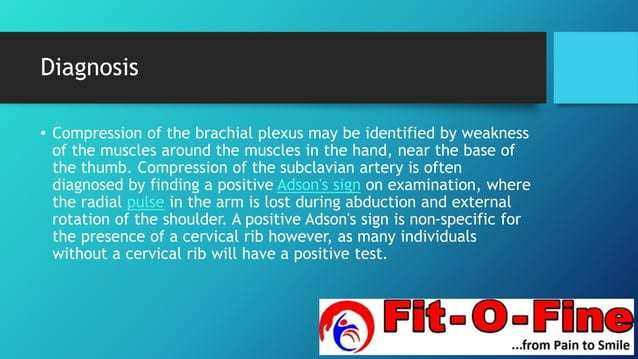 Diagnosis
• Compression of the brachial plexus may be identified by weakness
of the muscles around the muscles in the hand, near the base of
the thumb. Compression of the subclavian artery is often
diagnosed by finding a positive Adson's sign on examination, where
the radial pulse in the arm is lost during abduction and external
rotation of the shoulder. A positive Adson's sign is non-specific for
the presence of a cervical rib however, as many individuals
without a cervical rib will have a positive test.
Fit-O-Fine
...from Pain to Smile